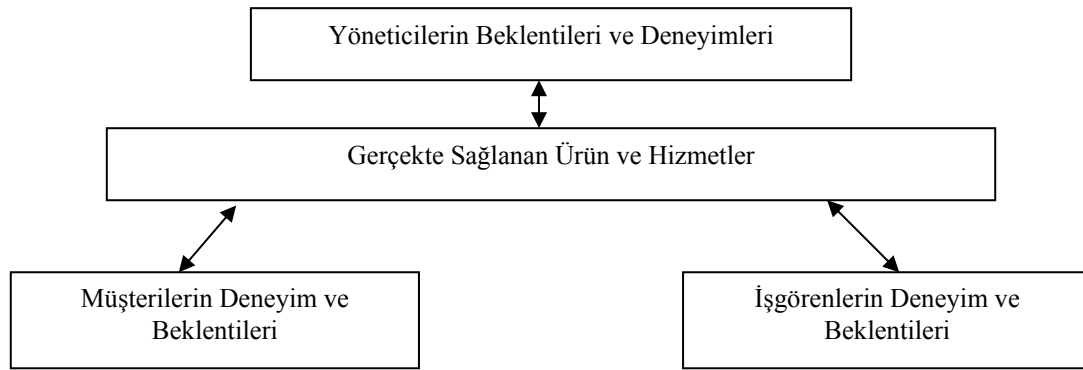 Yöneticilerin Beklentileri ve Deneyimleri
Gerçekte Sağlanan Ürün ve Hizmetler
Müşterilerin Deneyim ve
Beklentileri
İşgörenlerin Deneyim ve
Beklentileri